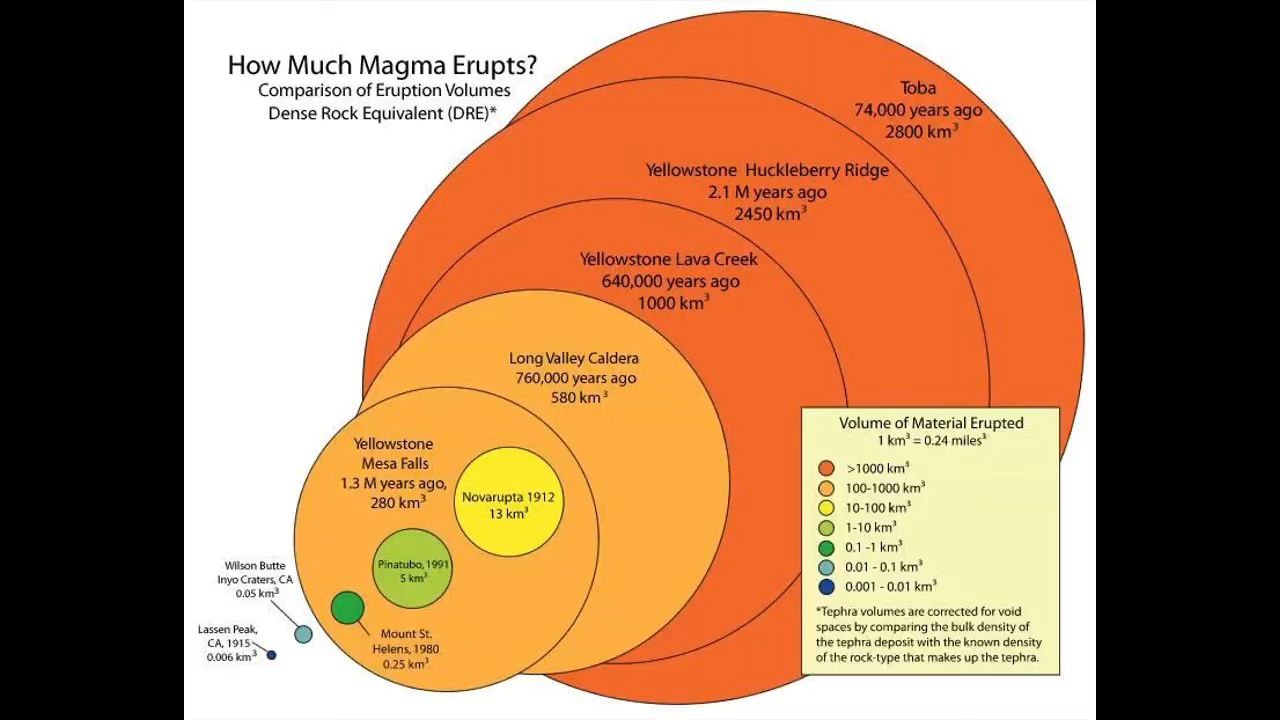 How Much Magma Erupts?
Comparison of Eruption Volumes
Dense Rock Equivalent (DRE)*
Toba
74,000 years ago
2800 km³
Yellowstone Huckleberry Ridge
2.1 M years ago
2450 km³
Yellowstone Lava Creek
640,000 years ago
1000 km³
Long Valley Caldera
760,000 years ago
580 km³
Yellowstone
Mesa Falls
1.3 M years ago,
280 km³
Novarupta 1912
13 km³
Pinatubo, 1991
5 km³
Wilson Butte
Inyo Craters, CA
0.05 km³
Lassen Peak,
CA, 1915
0.006 km³
Mount St.
Helens, 1980
0.25 km³
Volume of Material Erupted
1 km³ = 0.24 miles³
>1000 km³
100-1000 km³
10-100 km³
1-10 km³
0.1 -1 km³
0.01 - 0.1 km³
0.001 - 0.01 km³
*Tephra volumes are corrected for void
spaces by comparing the bulk density of
the tephra deposit with the known density
of the rock-type that makes up the tephra.